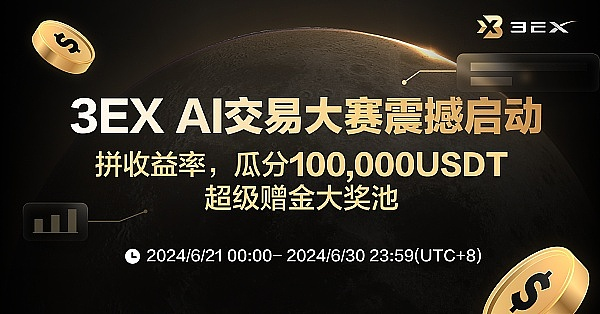 3EX
3EX AI交易大赛震撼启动
拼收益率，瓜分100,000USDT
超级赠金大奖池
2024/6/21 00:00– 2024/6/30 23:59(UTC+8)